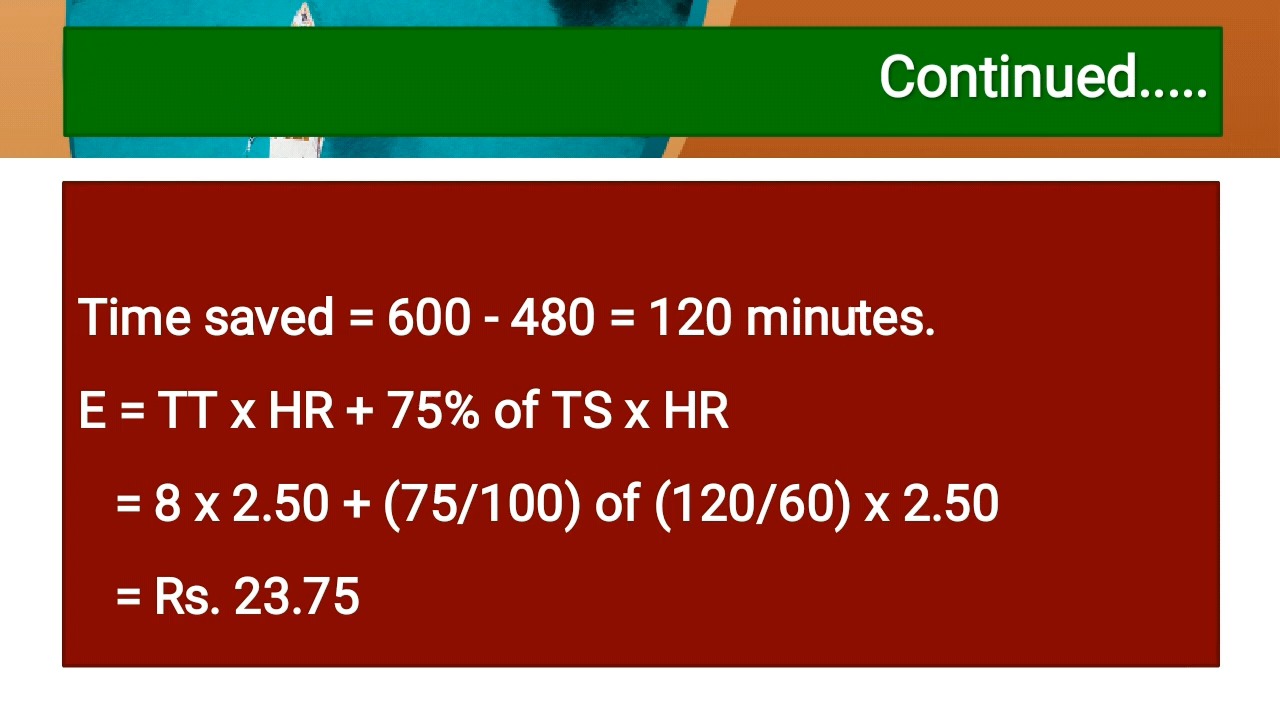 Continued.....
Time saved = 600 - 480 = 120 minutes.
E = TT x HR + 75% of TS x HR
= 8 x 2.50 + (75/100) of (120/60) x 2.50
= Rs. 23.75